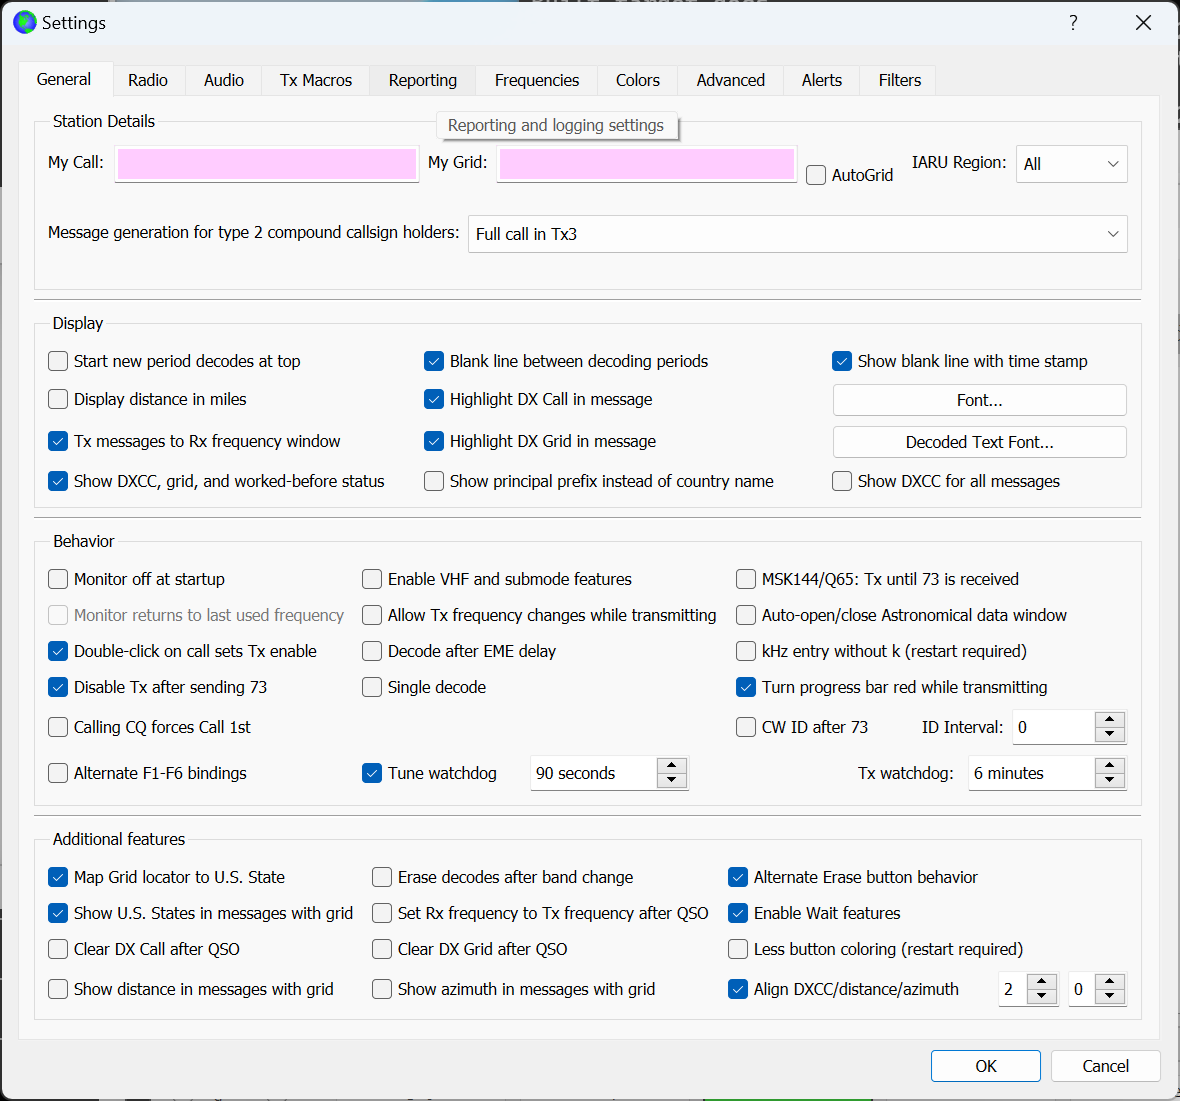 Settings ?
General Radio Audio Tx Macros Reporting Frequencies Colors Advanced Alerts Filters
Station Details
Reporting and logging settings
My Call: My Grid: AutoGrid IARU Region: All
Message generation for type 2 compound callsign holders: Full call in Tx3
Display
Start new period decodes at top Blank line between decoding periods Show blank line with time stamp
Display distance in miles Highlight DX Call in message Font...
Tx messages to Rx frequency window Highlight DX Grid in message Decoded Text Font...
Show DXCC, grid, and worked-before status Show principal prefix instead of country name Show DXCC for all messages
Behavior
Monitor off at startup Enable VHF and submode features MSK144/Q65: Tx until 73 is received
Monitor returns to last used frequency Allow Tx frequency changes while transmitting Auto-open/close Astronomical data window
Double-click on call sets Tx enable Decode after EME delay kHz entry without k (restart required)
Disable Tx after sending 73 Single decode Turn progress bar red while transmitting
Calling CQ forces Call 1st CW ID after 73 ID Interval: 0
Alternate F1-F6 bindings Tune watchdog 90 seconds Tx watchdog: 6 minutes
Additional features
Map Grid locator to U.S. State Erase decodes after band change Alternate Erase button behavior
Show U.S. States in messages with grid Set Rx frequency to Tx frequency after QSO Enable Wait features
Clear DX Call after QSO Clear DX Grid after QSO Less button coloring (restart required)
Show distance in messages with grid Show azimuth in messages with grid Align DXCC/distance/azimuth 2 0
OK Cancel